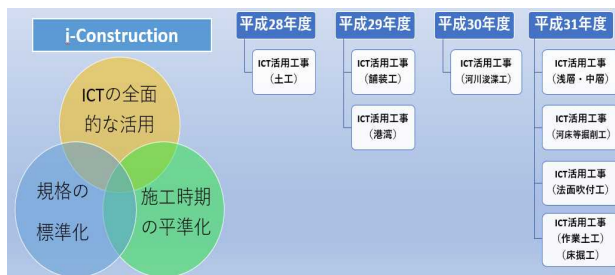 i-Construction
ICTの全面
的な活用
規格の
標準化
施工時期
の平準化
平成28年度
ICT活用工事
（土工）
平成29年度
ICT活用工事
（舗装工）
ICT活用工事
（港湾）
平成30年度
ICT活用工事
（河川浚渫工）
平成31年度
ICT活用工事
（浅層・中層）
ICT活用工事
（河床等掘削工）
ICT活用工事
（法面吹付工）
ICT活用工事
（作業土工）
（床掘工）